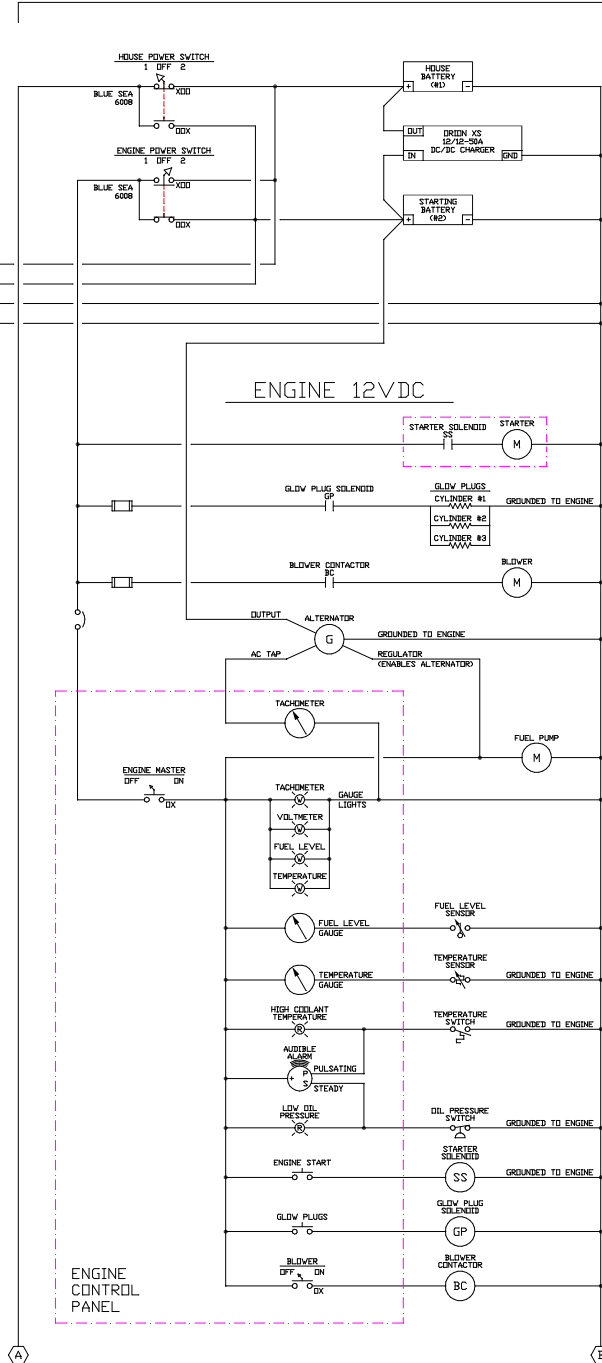 HOUSE POWER SWITCH
1 OFF 2
BLUE SEA
6008
XOO
OOX
HOUSE
BATTERY
(#1)
+ -
OUT
ORION XS
12/12-50A
DC/DC CHARGER
IN
GND
ENGINE POWER SWITCH
1 OFF 2
BLUE SEA
6008
XOO
OOX
STARTING
BATTERY
(#2)
+ -
ENGINE 12VDC
STARTER SOLENOID
SS
STARTER
M
GLOW PLUG SOLENOID
GP
GLOW PLUGS
CYLINDER #1
CYLINDER #2
CYLINDER #3
GROUNDED TO ENGINE
BLOWER CONTACTOR
BC
BLOWER
M
OUTPUT
ALTERNATOR
G
GROUNDED TO ENGINE
AC TAP
REGULATOR
(ENABLES ALTERNATOR)
TACHOMETER
FUEL PUMP
M
ENGINE MASTER
OFF ON
OX
TACHOMETER
W
GAUGE
LIGHTS
VOLTMETER
W
FUEL LEVEL
W
TEMPERATURE
W
FUEL LEVEL
GAUGE
FUEL LEVEL
SENSOR
TEMPERATURE
GAUGE
TEMPERATURE
SENSOR
GROUNDED TO ENGINE
HIGH COOLANT
TEMPERATURE
R
TEMPERATURE
SWITCH
GROUNDED TO ENGINE
AUDIBLE
ALARM
+ P
S
PULSATING
STEADY
LOW OIL
PRESSURE
R
OIL PRESSURE
SWITCH
GROUNDED TO ENGINE
ENGINE START
STARTER
SOLENOID
SS
GROUNDED TO ENGINE
GLOW PLUGS
GLOW PLUG
SOLENOID
GP
BLOWER
OFF ON
OX
BLOWER
CONTRACTOR
BC
ENGINE
CONTROL
PANEL
A